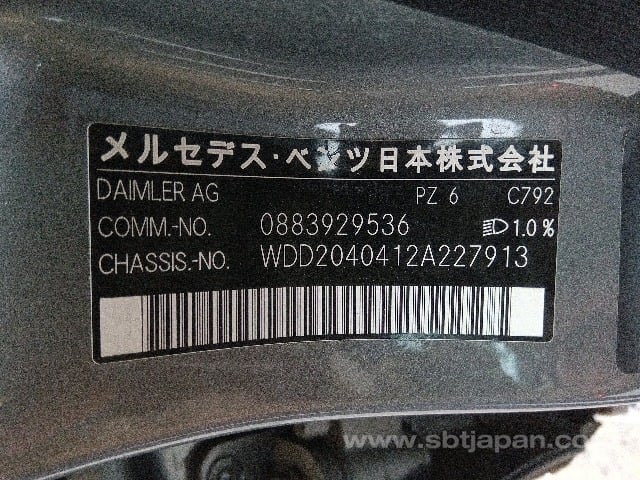 メルセデス・ベンツ日本株式会社
DAIMLER AG PZ 6 C792
COMM.-NO. 0883929536 1.0%
CHASSIS.-NO. WDD2040412A227913
www.sbtjapan.com